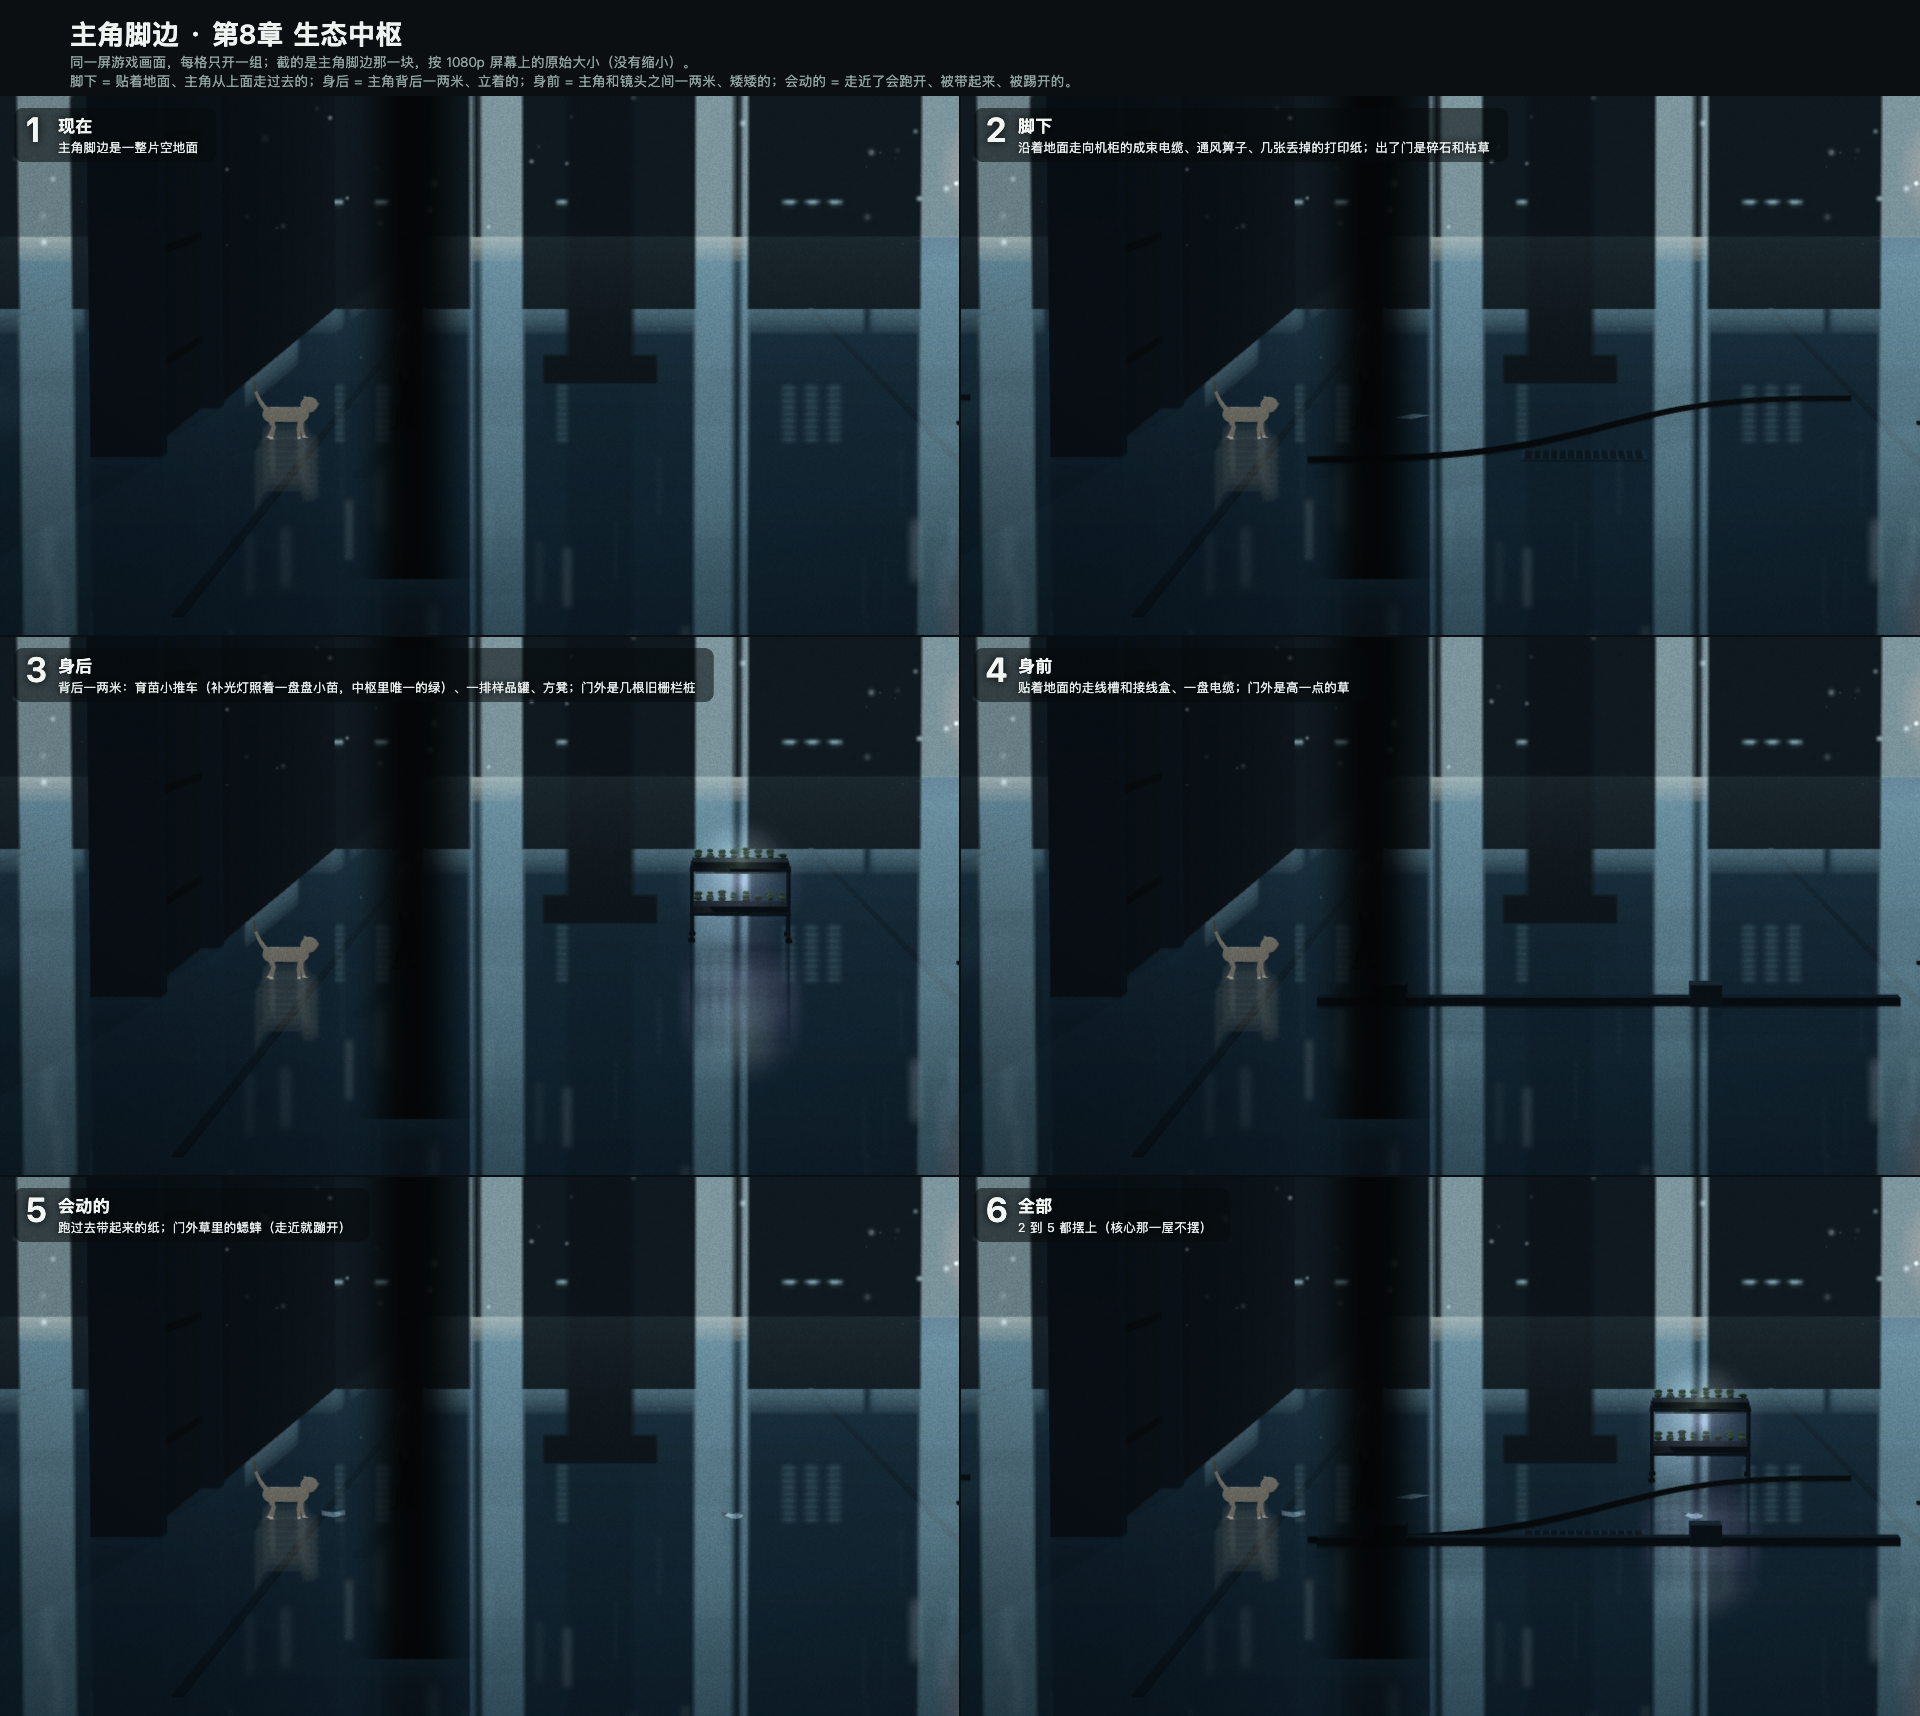 主角脚边 · 第8章 生态中枢
同一屏游戏画面，每格只开一组；截的是主角脚边那一块，按 1080p 屏幕上的原始大小（没有缩小）。
脚下 = 贴着地面、主角从上面走过去的；身后 = 主角背后一两米、立着的；身前 = 主角和镜头之间一两米、矮矮的；会动的 = 走近了会跑开、被带起来、被踢开的。
1 现在
主角脚边是一整片空地面
2 脚下
沿着地面走向机柜的成束电缆、通风箅子、几张丢掉的打印纸；出了门是碎石和枯草
3 身后
背后一两米：育苗小推车（补光灯照着一盘盘小苗，中枢里唯一的绿）、一排样品罐、方凳；门外是几根旧栅栏桩
4 身前
贴着地面的走线槽和接线盒、一盘电缆；门外是高一点的草
5 会动的
跑过去带起来的纸；门外草里的蟋蟀（走近就蹦开）
6 全部
2 到 5 都摆上（核心那一屋不摆）